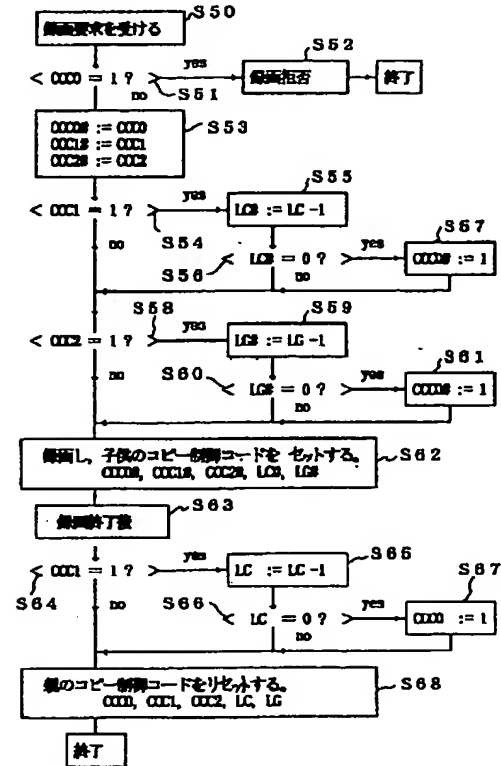 S50
録画要求を受ける
< CCC0 = 1 ? > yes
S52
録画拒否
終了
no
S51
S53
CCC0# := CCC0
CCC1# := CCC1
CCC2# := CCC2
S55
< CCC1 = 1 ? > yes
LC# := LC -1
S57
no
S54
S56
< LC# = 0 ? > yes
CCC0# := 1
no
S58
S59
< CCC2 = 1 ? > yes
LG# := LG -1
S61
no
S60
< LG# = 0 ? > yes
CCC0# := 1
no
録画し，子供のコピー制御コードを セットする。
CCC0#, CCC1#, CCC2#, LC#, LG#
S62
S63
録画終了後
S65
< CCC1 = 1 ? > yes
LC := LC -1
S67
S64
no
S66
< LC = 0 ? > yes
CCC0 := 1
no
親のコピー制御コードをリセットする。
CCC0, CCC1, CCC2, LC, LG
S68
終了